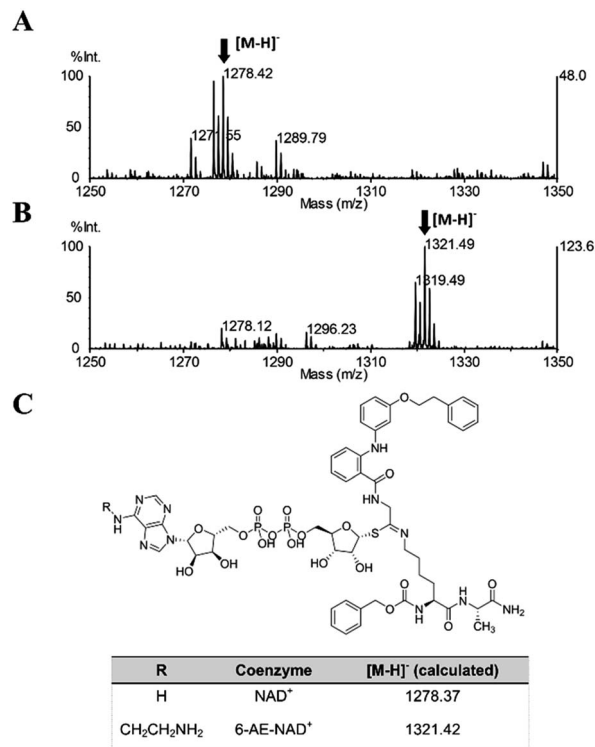 A
[M-H]-
%Int.
1278.42
48.0
100
1289.79
50
0
1250 1270 1290 1310 1330 1350
Mass (m/z)
B
[M-H]-
%Int.
1321.49
123.6
100
1319.49
50
1278.12
1296.23
0
1250 1270 1290 1310 1330 1350
Mass (m/z)
C
O
NH
O
R
HN
N N
N N
O
HO OH
O
O O
P O P
OH OH
O
O
HO OH
S
HN
N
O
O N
H
O
H
N
O
NH2
CH3
R Coenzyme [M-H]- (calculated)
H NAD+ 1278.37
CH2CH2NH2 6-AE-NAD+ 1321.42